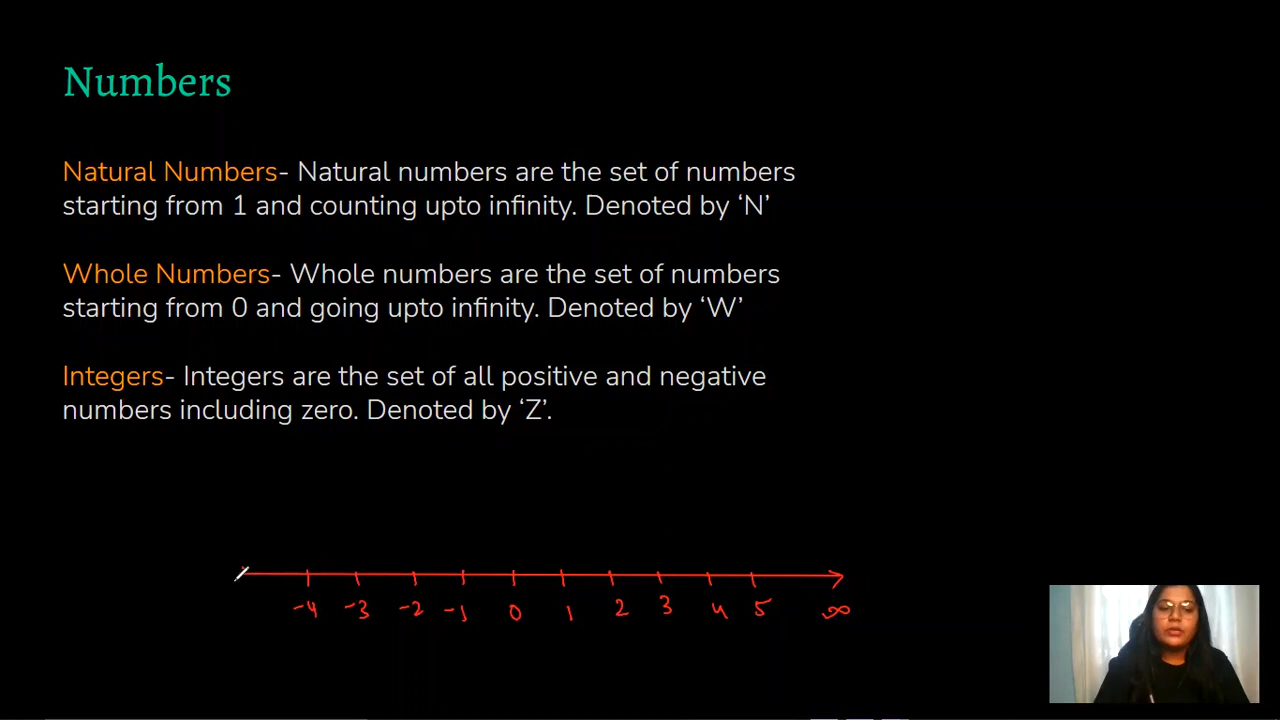 Numbers
Natural Numbers- Natural numbers are the set of numbers
starting from 1 and counting upto infinity. Denoted by ‘N’
Whole Numbers- Whole numbers are the set of numbers
starting from 0 and going upto infinity. Denoted by ‘W’
Integers- Integers are the set of all positive and negative
numbers including zero. Denoted by ‘Z’.
-4 -3 -2 -1 0 1 2 3 4 5 ∞